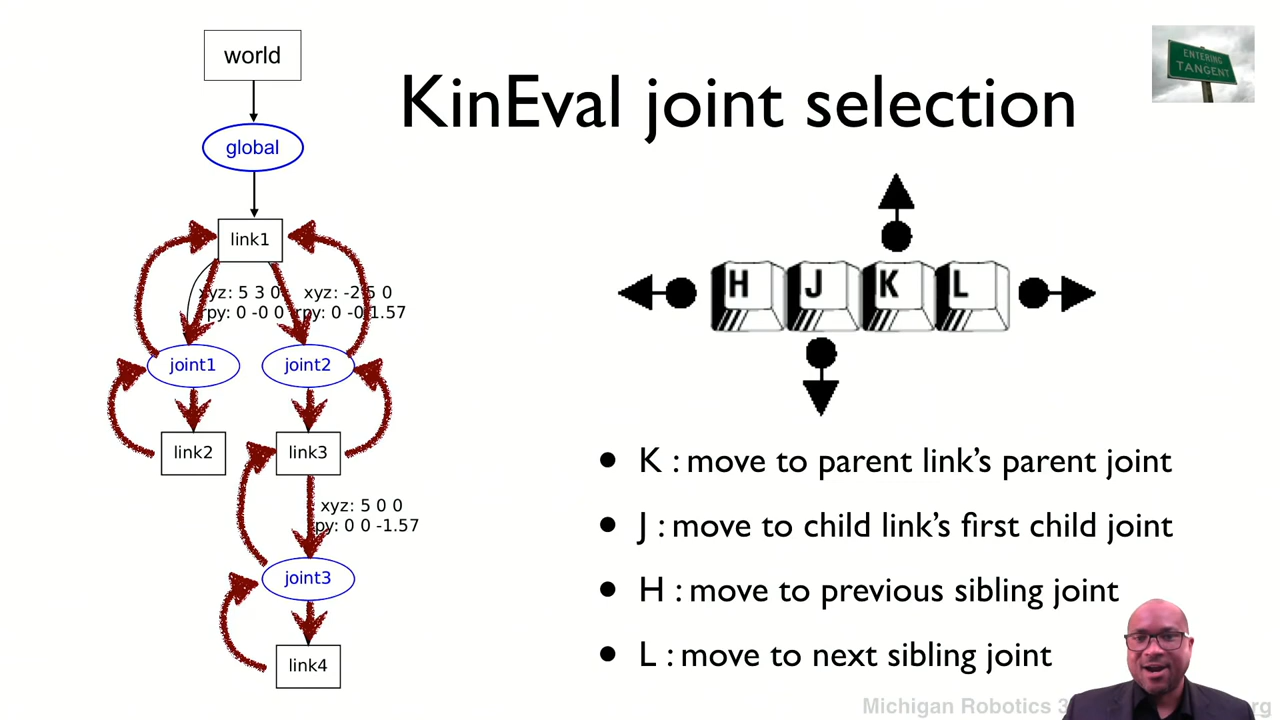 world
KinEval joint selection
ENTERING
TANGENT
global
link1
xyz: 5 3 0
xyz: -2 5 0
rpy: 0 -0 0
rpy: 0 -0 1.57
H J K L
joint1
joint2
link2
link3
• K : move to parent link’s parent joint
xyz: 5 0 0
py: 0 0 -1.57
• J : move to child link’s first child joint
joint3
• H : move to previous sibling joint
link4
• L : move to next sibling joint
Michigan Robotics 3
rg